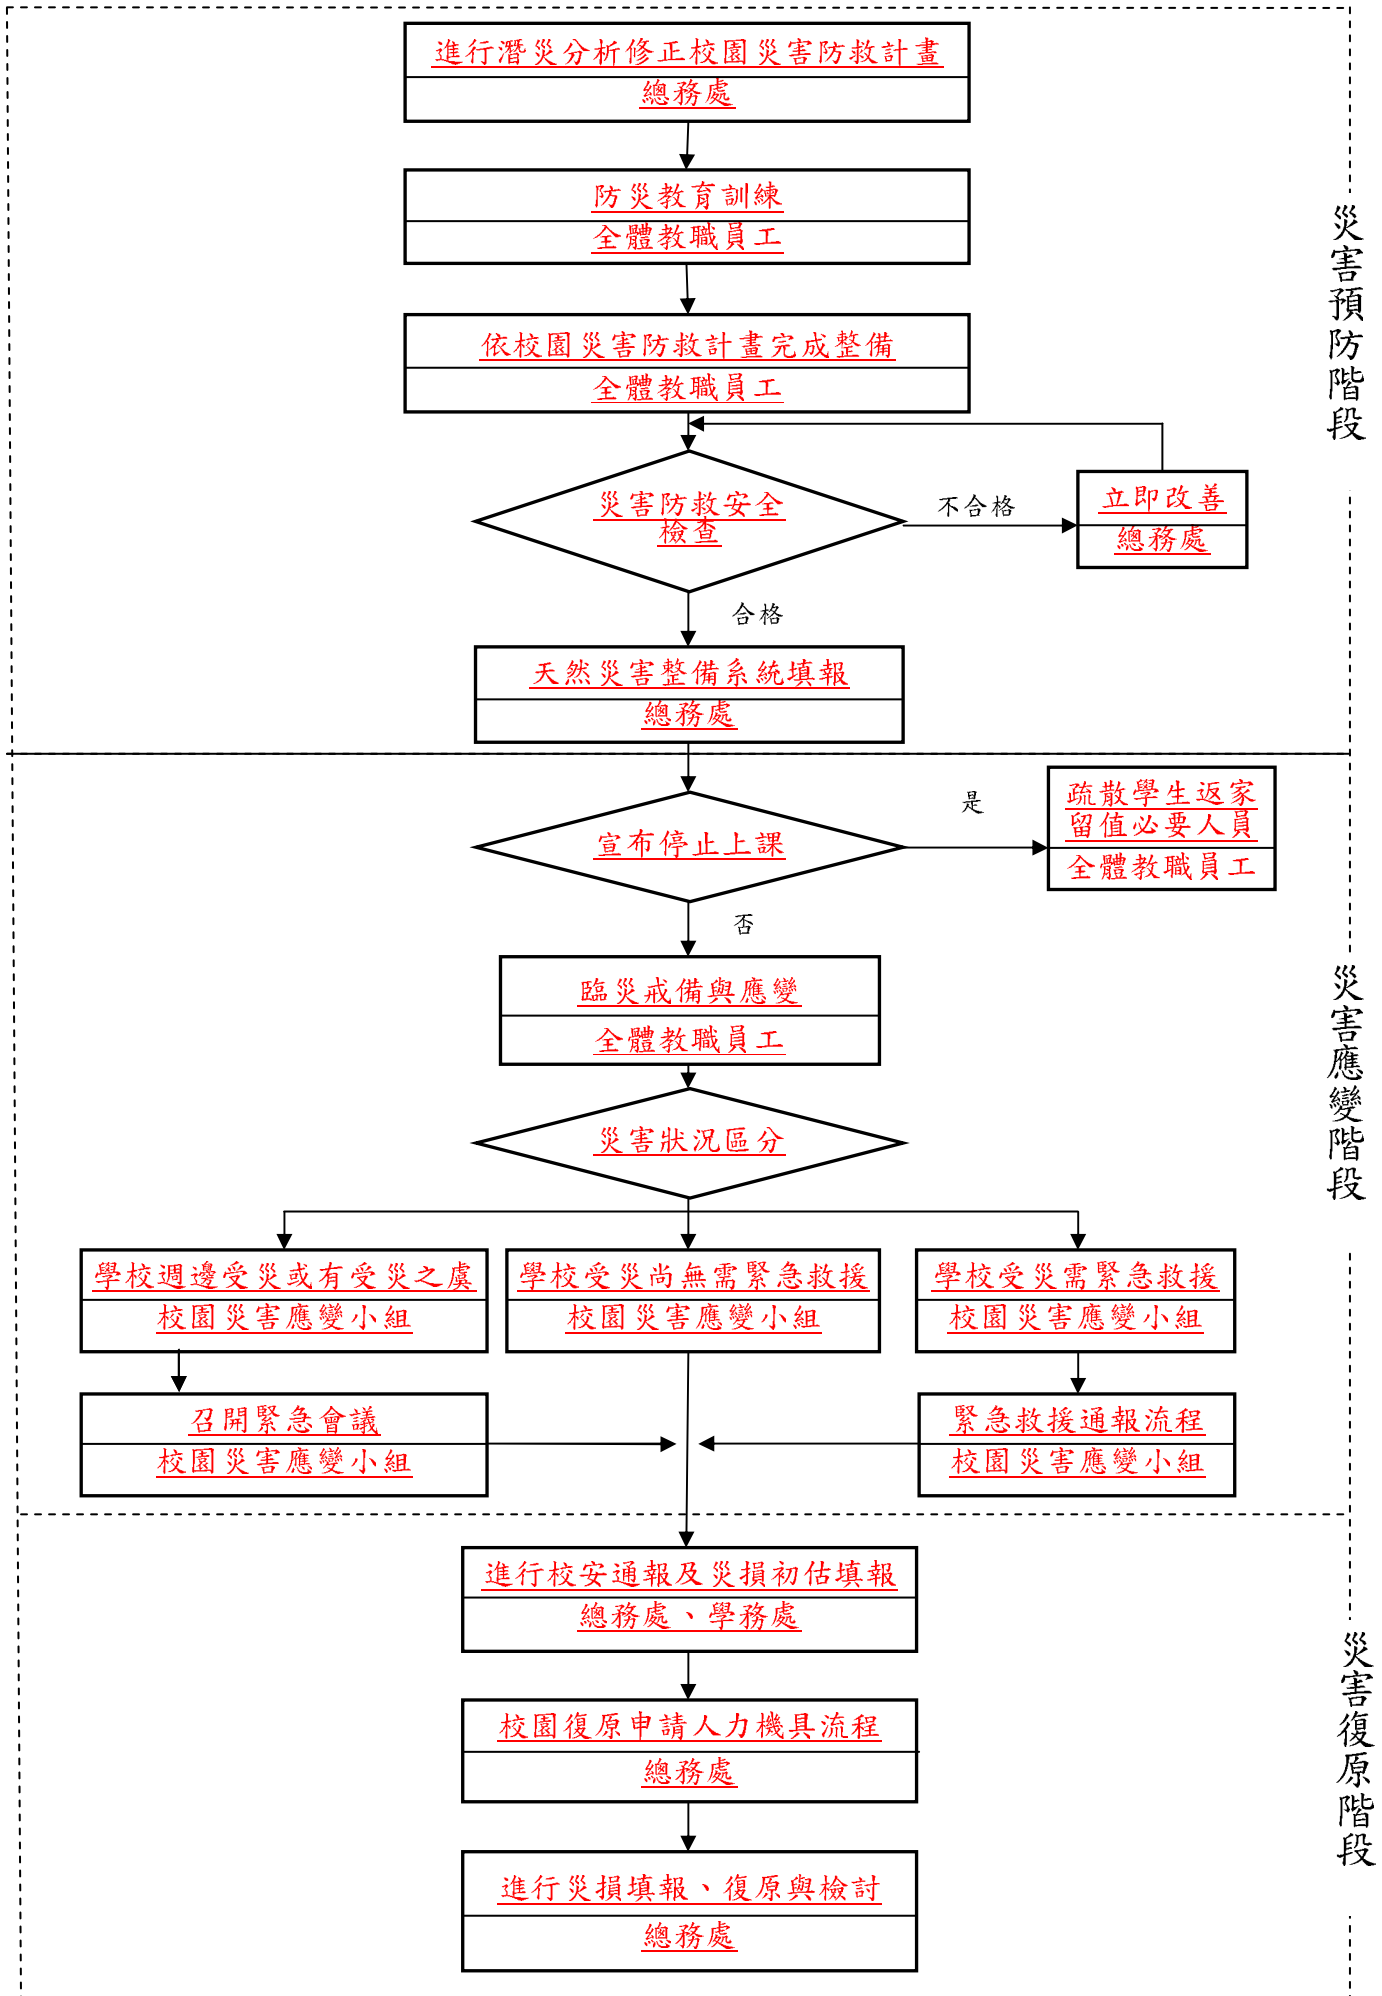 進行潛災分析修正校園災害防救計畫
總務處
防災教育訓練
全體教職員工
依校園災害防救計畫完成整備
全體教職員工
災害防救安全
檢查
不合格
立即改善
總務處
合格
天然災害整備系統填報
總務處
災害預防階段
宣布停止上課
是
疏散學生返家
留值必要人員
全體教職員工
否
臨災戒備與應變
全體教職員工
災害狀況區分
學校週邊受災或有受災之虞
校園災害應變小組
學校受災尚無需緊急救援
校園災害應變小組
學校受災需緊急救援
校園災害應變小組
召開緊急會議
校園災害應變小組
緊急救援通報流程
校園災害應變小組
災害應變階段
進行校安通報及災損初估填報
總務處、學務處
校園復原申請人力機具流程
總務處
進行災損填報、復原與檢討
總務處
災害復原階段